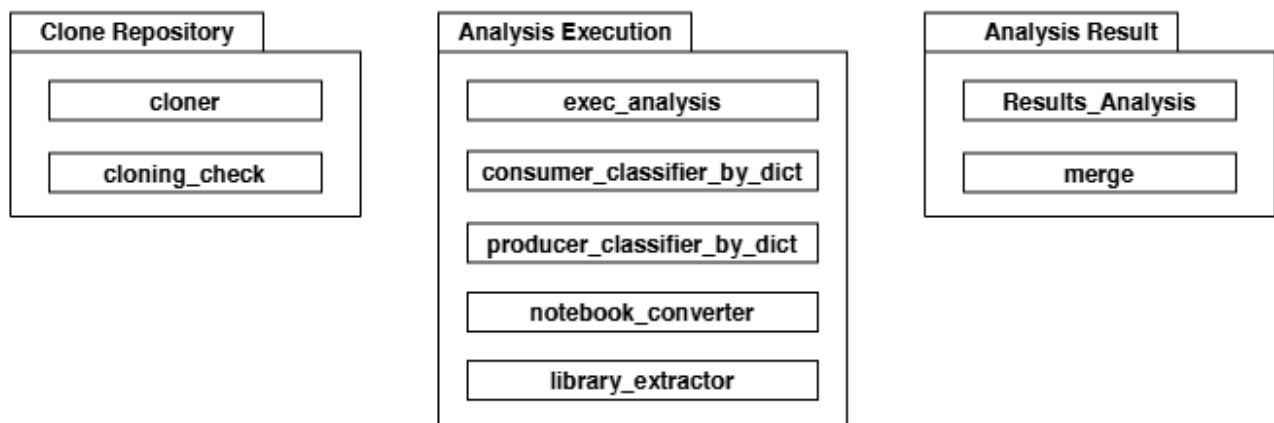 Clone Repository
cloner
cloning_check
Analysis Execution
exec_analysis
consumer_classifier_by_dict
producer_classifier_by_dict
notebook_converter
library_extractor
Analysis Result
Results_Analysis
merge